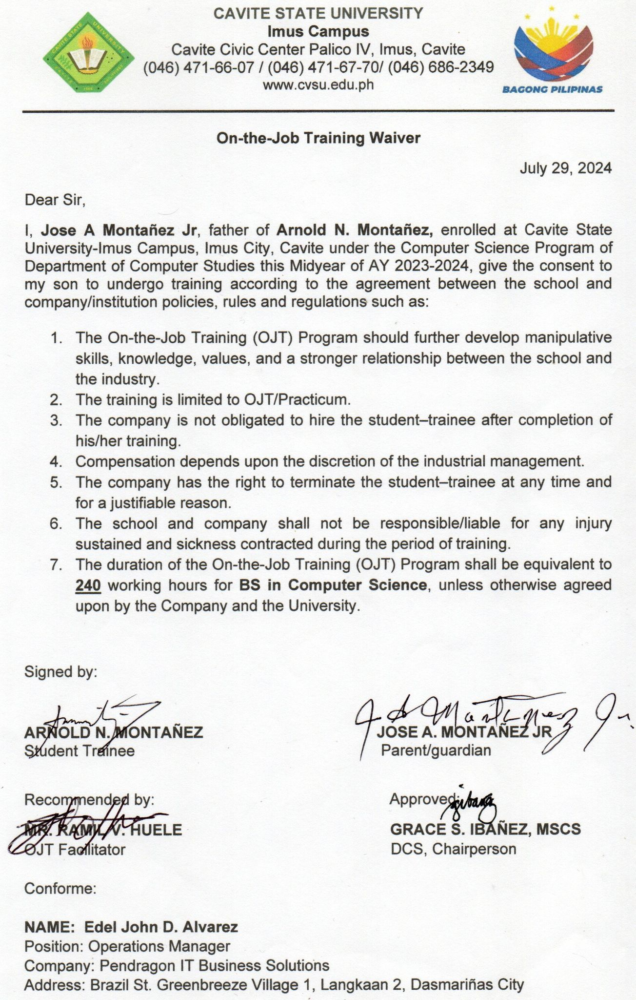 CAVITE STATE UNIVERSITY
Imus Campus
Cavite Civic Center Palico IV, Imus, Cavite
(046) 471-66-07 / (046) 471-67-70/ (046) 686-2349
www.cvsu.edu.ph
CAVITE STATE UNIVERSITY
CAVITE PHILIPPINES
1906
BAGONG PILIPINAS
On-the-Job Training Waiver
July 29, 2024
Dear Sir,
I, Jose A Montañez Jr, father of Arnold N. Montañez, enrolled at Cavite State
University-Imus Campus, Imus City, Cavite under the Computer Science Program of
Department of Computer Studies this Midyear of AY 2023-2024, give the consent to
my son to undergo training according to the agreement between the school and
company/institution policies, rules and regulations such as:
1. The On-the-Job Training (OJT) Program should further develop manipulative
skills, knowledge, values, and a stronger relationship between the school and
the industry.
2. The training is limited to OJT/Practicum.
3. The company is not obligated to hire the student–trainee after completion of
his/her training.
4. Compensation depends upon the discretion of the industrial management.
5. The company has the right to terminate the student–trainee at any time and
for a justifiable reason.
6. The school and company shall not be responsible/liable for any injury
sustained and sickness contracted during the period of training.
7. The duration of the On-the-Job Training (OJT) Program shall be equivalent to
240 working hours for BS in Computer Science, unless otherwise agreed
upon by the Company and the University.
Signed by:
J A Montañez Jr.
ARNOLD N. MONTAÑEZ
JOSE A. MONTAÑEZ JR
Student Trainee
Parent/guardian
Recommended by:
Approved:
MR. RAMIL V. HUELE
GRACE S. IBAÑEZ, MSCS
OJT Facilitator
DCS, Chairperson
Conforme:
NAME: Edel John D. Alvarez
Position: Operations Manager
Company: Pendragon IT Business Solutions
Address: Brazil St. Greenbreeze Village 1, Langkaan 2, Dasmariñas City